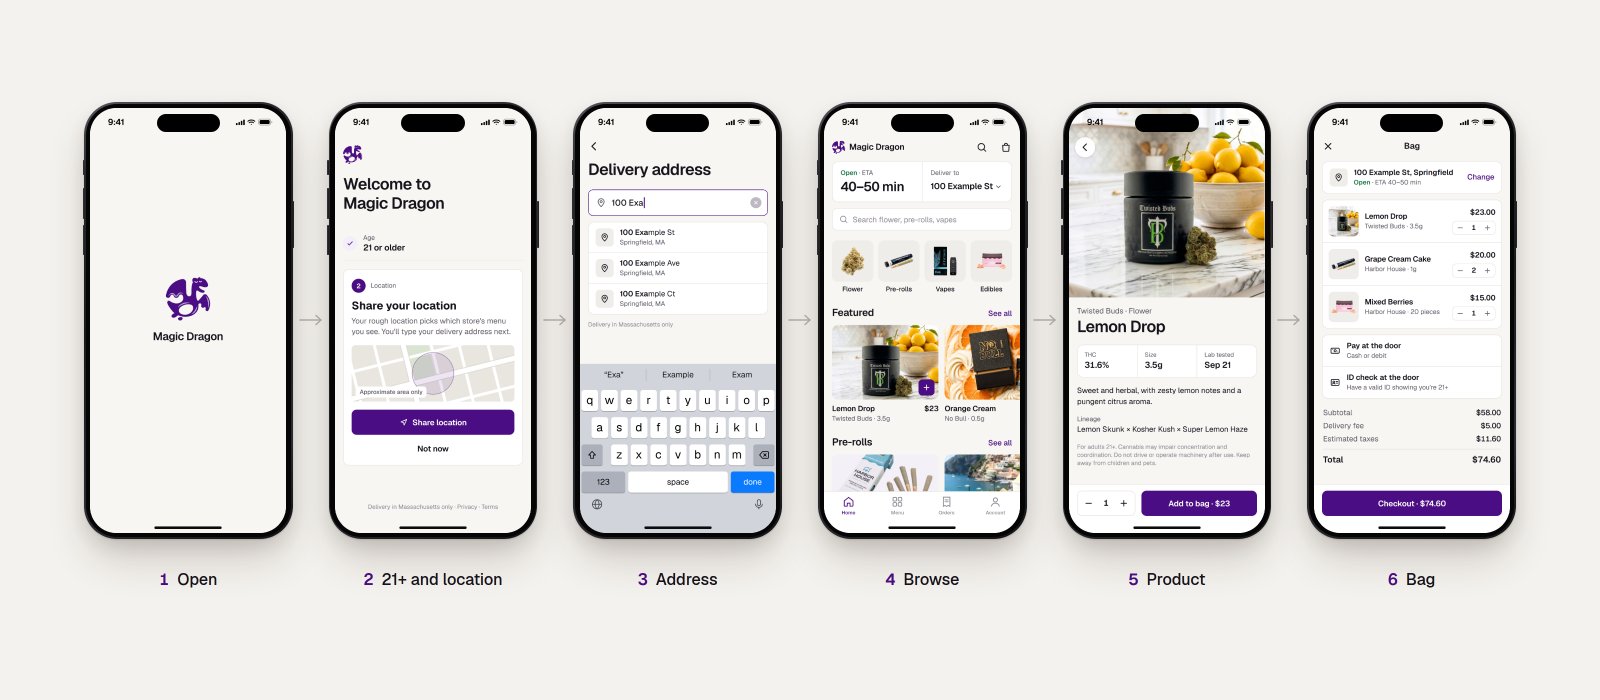 9:41
Magic Dragon
1 Open
9:41
Welcome to
Magic Dragon
Age
21 or older
2 Location
Share your location
Your rough location picks which store's menu
you see. You'll type your delivery address next.
Approximate area only
Share location
Not now
Delivery in Massachusetts only · Privacy · Terms
2 21+ and location
9:41
Delivery address
100 Exa
100 Example St
Springfield, MA
100 Example Ave
Springfield, MA
100 Example Ct
Springfield, MA
Delivery in Massachusetts only
"Exa" Example Exam
q w e r t y u i o p
a s d f g h j k l
z x c v b n m
123 space done
3 Address
9:41
Magic Dragon
Open · ETA
40–50 min
Deliver to
100 Example St
Search flower, pre-rolls, vapes
Flower Pre-rolls Vapes Edibles
Featured See all
Twisted Buds
Lemon Drop $23
Twisted Buds · 3.5g
NO BULL
Orange Cream
No Bull · 0.5g
Pre-rolls See all
HARBOR
HOUSE
Home Menu Orders Account
4 Browse
9:41
Twisted Buds
Twisted Buds · Flower
Lemon Drop
THC
31.6%
Size
3.5g
Lab tested
Sep 21
Sweet and herbal, with zesty lemon notes and a
pungent citrus aroma.
Lineage
Lemon Skunk × Kosher Kush × Super Lemon Haze
For adults 21+. Cannabis may impair concentration and
coordination. Do not drive or operate machinery after use. Keep
away from children and pets.
− 1 +
Add to bag · $23
5 Product
9:41
Bag
100 Example St, Springfield
Open · ETA 40–50 min
Change
Lemon Drop $23.00
Twisted Buds · 3.5g − 1 +
Grape Cream Cake $20.00
Harbor House · 1g − 2 +
Mixed Berries $15.00
Harbor House · 20 pieces − 1 +
Pay at the door
Cash or debit
ID check at the door
Have a valid ID showing you're 21+
Subtotal $58.00
Delivery fee $5.00
Estimated taxes $11.60
Total $74.60
Checkout · $74.60
6 Bag